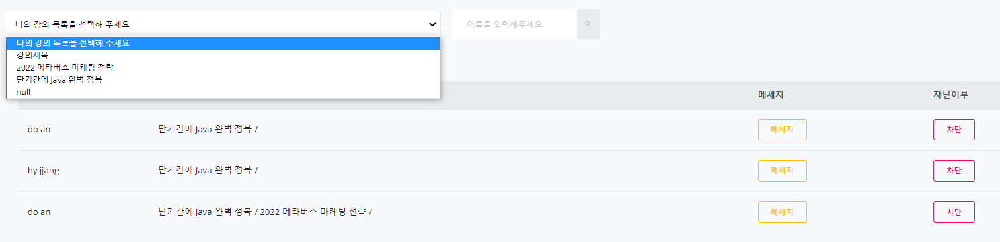 나의 강의 목록을 선택해 주세요
이름을 입력해주세요
나의 강의 목록을 선택해 주세요
강의제목
2022 메타버스 마케팅 전략
단기간에 Java 완벽 정복
null
메세지 차단여부
do an 단기간에 Java 완벽 정복 / 메세지 차단
hy jjang 단기간에 Java 완벽 정복 / 메세지 차단
do an 단기간에 Java 완벽 정복 / 2022 메타버스 마케팅 전략 / 메세지 차단